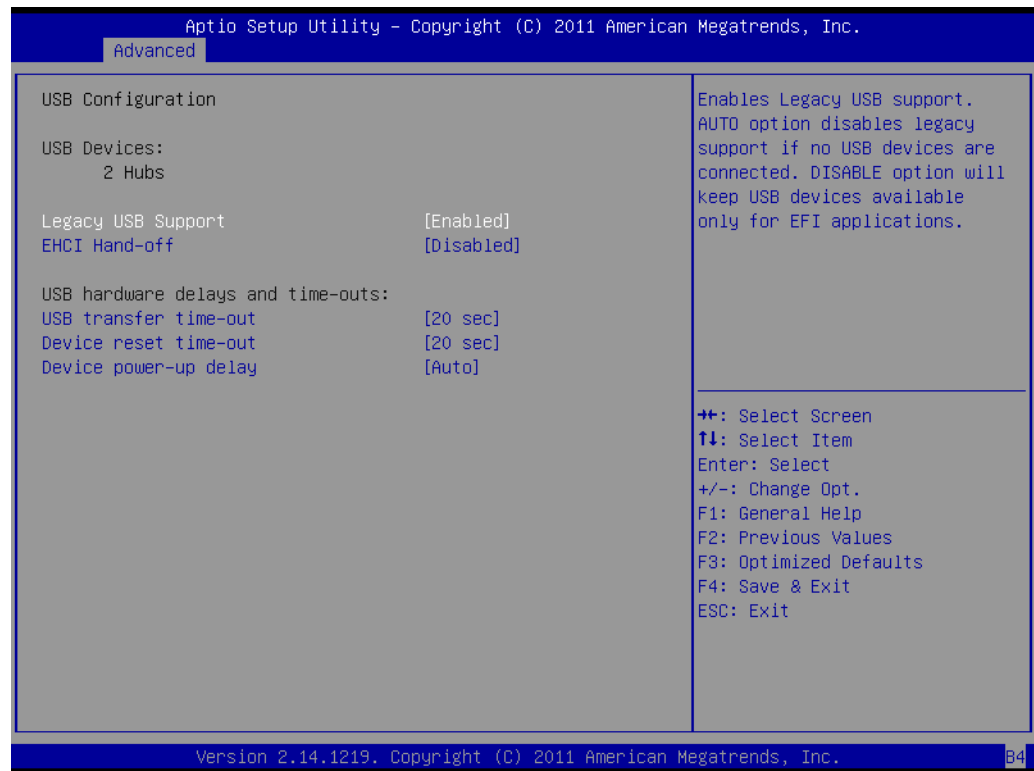 Aptio Setup Utility – Copyright (C) 2011 American Megatrends, Inc.
Advanced
USB Configuration
USB Devices:
2 Hubs
Legacy USB Support [Enabled]
EHCI Hand-off [Disabled]
USB hardware delays and time-outs:
USB transfer time-out [20 sec]
Device reset time-out [20 sec]
Device power-up delay [Auto]
Enables Legacy USB support.
AUTO option disables legacy
support if no USB devices are
connected. DISABLE option will
keep USB devices available
only for EFI applications.
→←: Select Screen
↑↓: Select Item
Enter: Select
+/-: Change Opt.
F1: General Help
F2: Previous Values
F3: Optimized Defaults
F4: Save & Exit
ESC: Exit
Version 2.14.1219. Copyright (C) 2011 American Megatrends, Inc.
B4